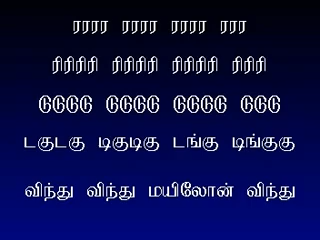 ரரரர ரரரர ரரரர ரரர
ரிரிரிரி ரிரிரிரி ரிரிரிரி ரிரிரி
டுடுடுடு டுடுடுடு டுடுடுடு டுடுடு
டகுடகு டிகுடிகு டங்கு டிங்குகு
விந்து விந்து மயிலோன் விந்து